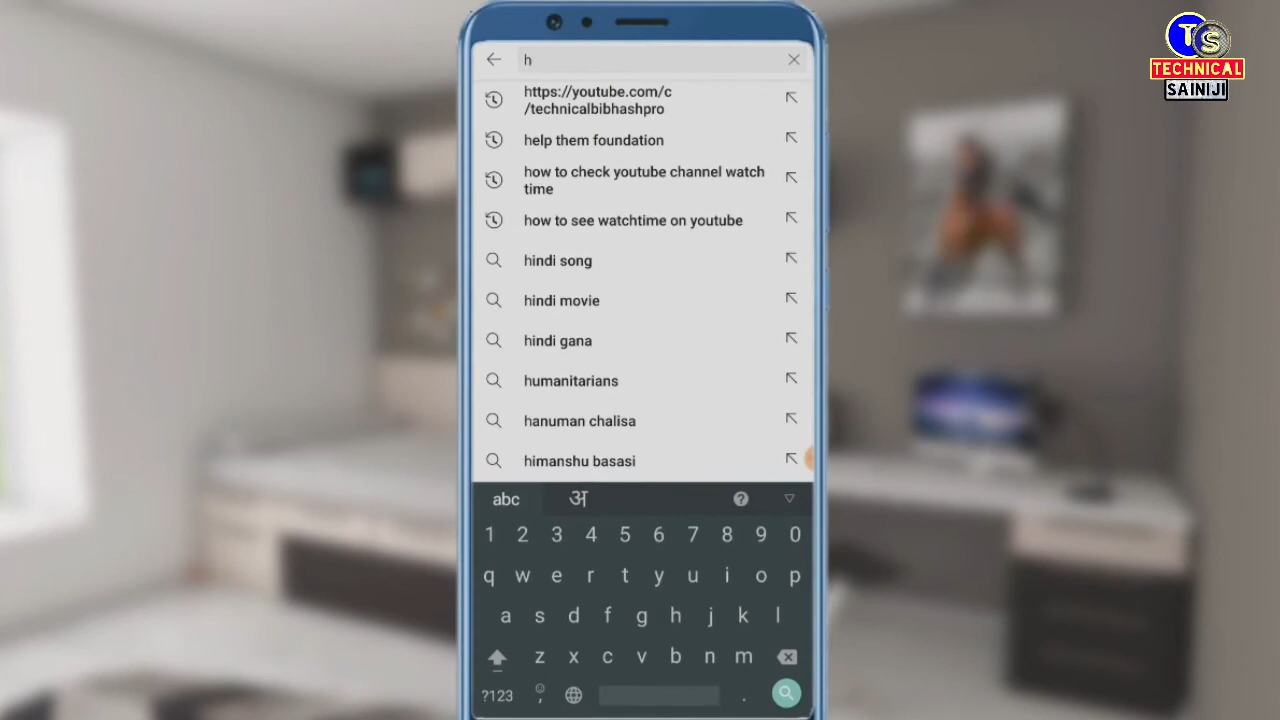 h
https://youtube.com/c
/technicalbibhashpro
help them foundation
how to check youtube channel watch
time
how to see watchtime on youtube
hindi song
hindi movie
hindi gana
humanitarians
hanuman chalisa
himanshu basasi
abc अ ?
1 2 3 4 5 6 7 8 9 0
q w e r t y u i o p
a s d f g h j k l
z x c v b n m
?123 , .
TS
TECHNICAL
SAINIJI